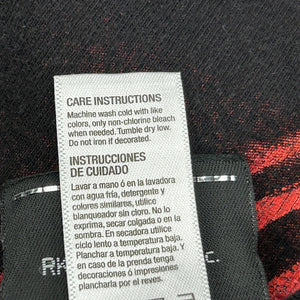 CARE INSTRUCTIONS
Machine wash cold with like
colors, only non-chlorine bleach
when needed. Tumble dry low.
Do not iron if decorated.
INSTRUCCIONES
DE CUIDADO
Lavar a mano ó en la lavadora
con agua fría, detergente y
colores similares, utilice
blanqueador sin cloro. No lo
exprima, secar colgado o en la
sombra. En secadora utilice
ciclo a temperatura baja.
Planchar a temperatura baja. Y
en caso de la prenda tenga
decoraciones ó impresiones
plancharla por el reves.
RK
c.